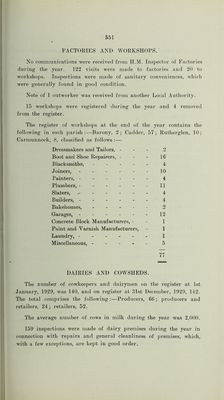 551
FACTORIES AND WORKSHOPS.
No communications were received from H.M. Inspector of Factories
during the year. 122 visits were made to factories and 20 to
workshops. Inspections were made of sanitary conveniences, which
were generally found in good condition.
Note of 1 outworker was received from another Local Authority.
15 workshops were registered during the year and 4 removed
from the register.
The register of workshops at the end of the year contains the
following in each parish :—Barony, 2; Cadder, 57; Rutherglen, 10;
Carmunnock, 8, classified as follows :—
Dressmakers and Tailors, - - - 2
Boot and Shoe Repairers, - - - 16
Blacksmiths, - - - - - 4
Joiners, - - - - - - 10
Painters, - - - - - - 4
Plumbers, - - - - - - 11
Slaters, - - - - - - 4
Builders, - - - - - - 4
Bakehouses, - - - - - 2
Garages, - - - - - - 12
Concrete Block Manufacturers, - - 1
Paint and Varnish Manufacturers, - 1
Laundry, - - - - - - 1
Miscellaneous, - - - - - 5
77
DAIRIES AND COWSHEDS.
The number of cowkeepers and dairymen on the register at 1st
January, 1929, was 140, and on register at 31st December, 1929, 142.
The total comprises the following :—Producers, 66; producers and
retailers, 24; retailers, 52.
The average number of cows in milk during the year was 2,000.
159 inspections were made of dairy premises during the year in
connection with repairs and general cleanliness of premises, which,
with a few exceptions, are kept in good order.